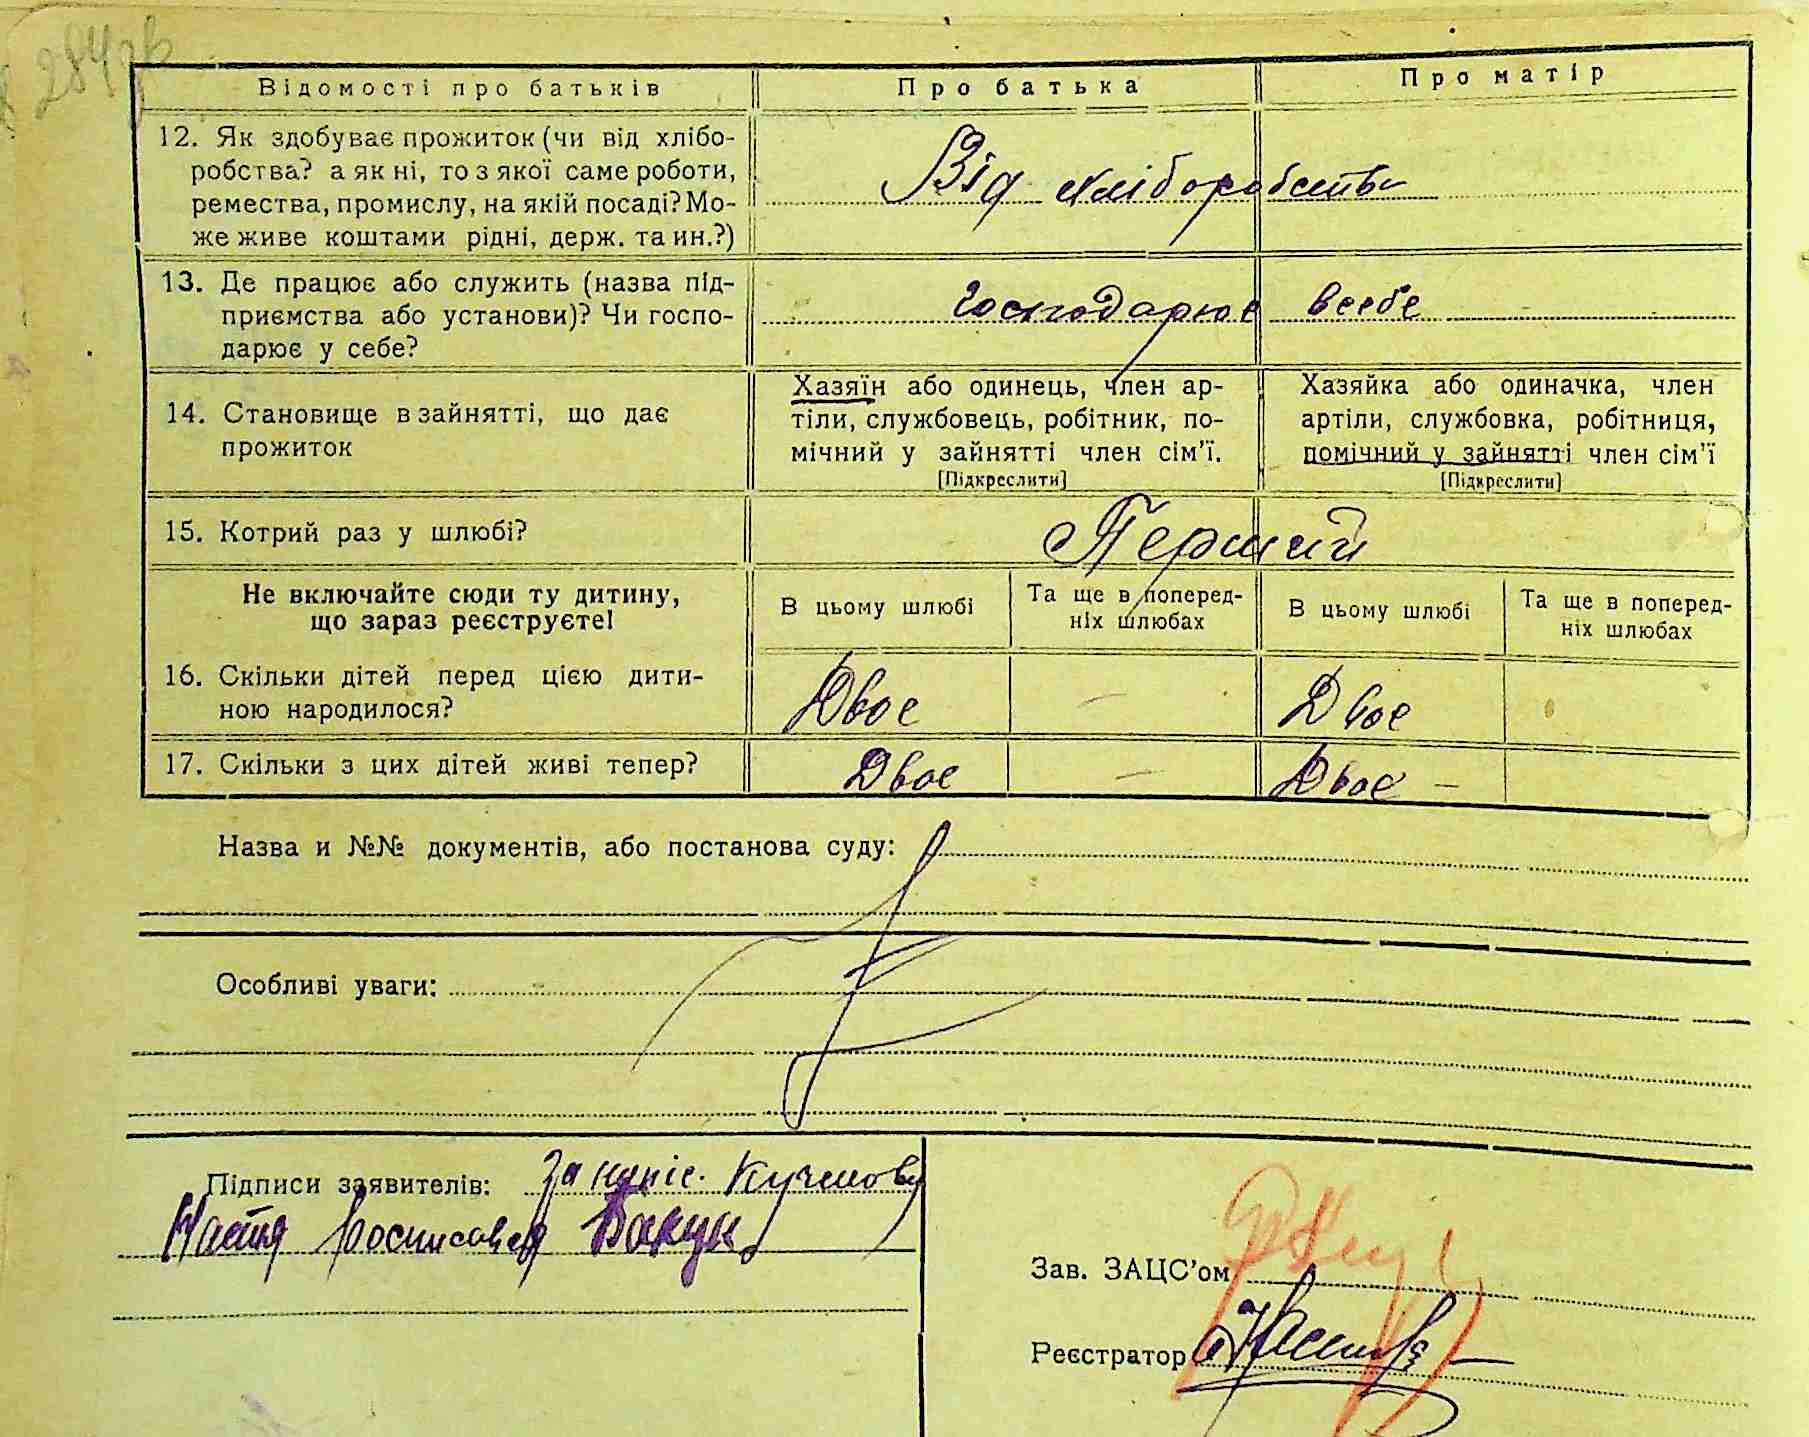 Відомості про батьків Про батька Про матір
12. Як здобуває прожиток (чи від хлібо-
робства? а як ні, то з якої саме роботи,
ремества, промислу, на якій посаді? Мо-
же живе коштами рідні, держ. та ин.?)
Від хліборобства
13. Де працює або служить (назва під-
приємства або установи)? Чи госпо-
дарює у себе?
господарює всебе
14. Становище в зайнятті, що дає
прожиток
Хазяїн або одинець, член ар-
тіли, службовець, робітник, по-
мічний у зайнятті член сім'ї.
[Підкреслити]
Хазяйка або одиначка, член
артіли, службовка, робітниця,
помічний у зайнятті член сім'ї
[Підкреслити]
15. Котрий раз у шлюбі?
Перший
Не включайте сюди ту дитину,
що зараз реєструєте!
В цьому шлюбі
Та ще в поперед-
ніх шлюбах
В цьому шлюбі
Та ще в поперед-
ніх шлюбах
16. Скільки дітей перед цією дити-
ною народилося?
Двоє — Двоє
17. Скільки з цих дітей живі тепер?
Двоє — Двоє —
Назва и №№ документів, або постанова суду:
Особливі уваги:
Підписи заявителів: За
Бакун
Зав. ЗАЦС'ом
Реєстратор